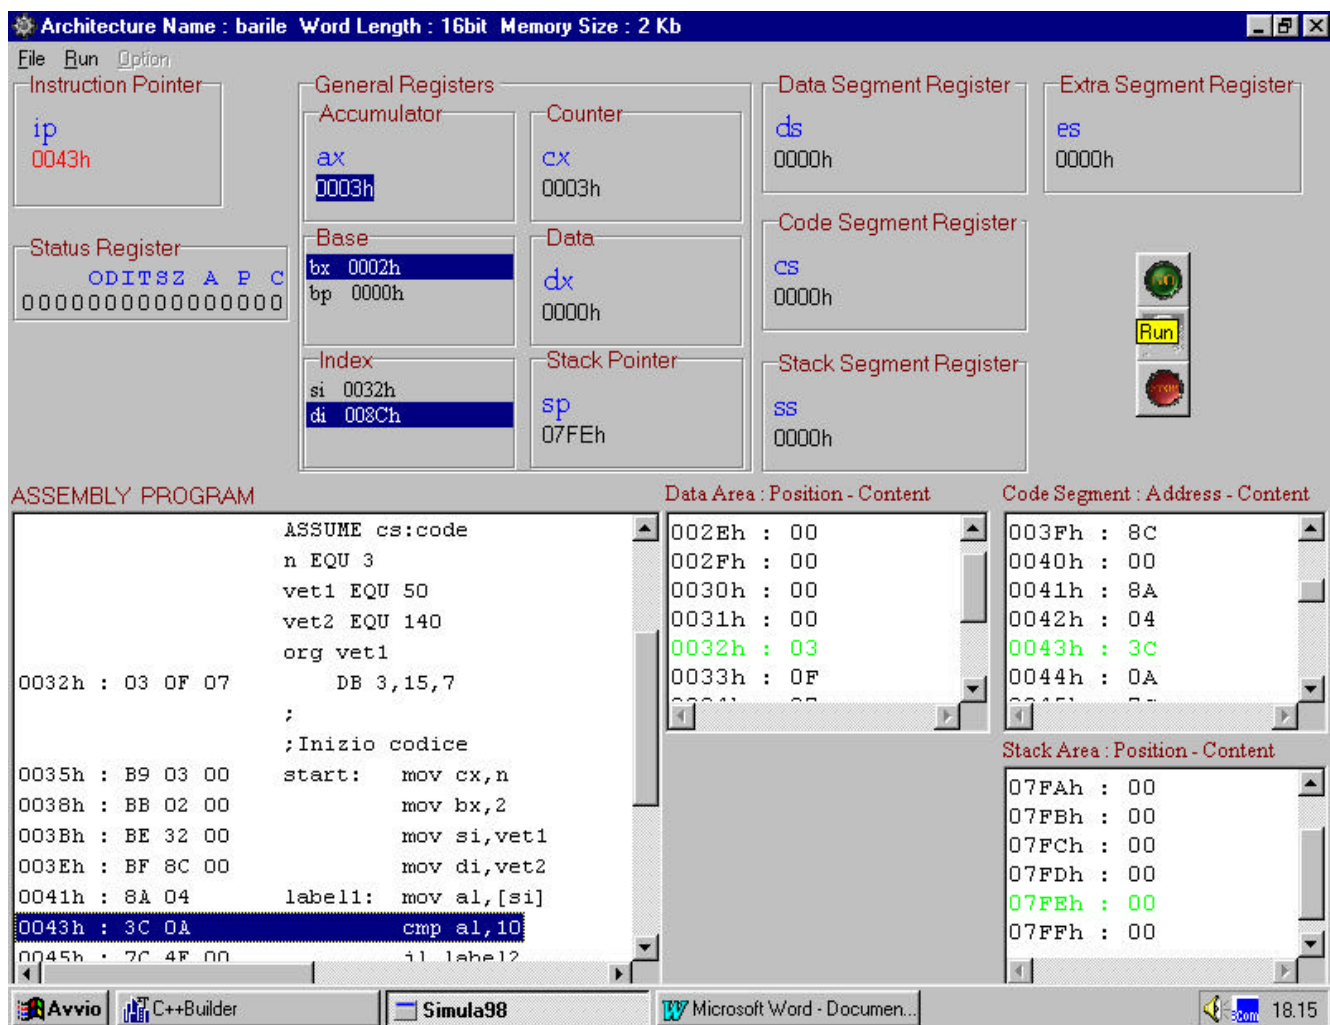 Architecture Name : barile  Word Length : 16bit  Memory Size : 2 Kb
File Run Option
Instruction Pointer
ip
0043h
General Registers
Accumulator
ax
0003h
Counter
cx
0003h
Data Segment Register
ds
0000h
Extra Segment Register
es
0000h
Status Register
ODITSZ A P C
0000000000000000
Base
bx 0002h
bp 0000h
Data
dx
0000h
Code Segment Register
cs
0000h
GO
Run
STOP
Index
si 0032h
di 008Ch
Stack Pointer
sp
07FEh
Stack Segment Register
ss
0000h
ASSEMBLY PROGRAM
ASSUME cs:code
n EQU 3
vet1 EQU 50
vet2 EQU 140
org vet1
0032h : 03 0F 07 DB 3,15,7
;
;Inizio codice
0035h : B9 03 00 start: mov cx,n
0038h : BB 02 00 mov bx,2
003Bh : BE 32 00 mov si,vet1
003Eh : BF 8C 00 mov di,vet2
0041h : 8A 04 label1: mov al,[si]
0043h : 3C 0A cmp al,10
0045h : 7C 4F 00 jl label2
Data Area : Position - Content
002Eh : 00
002Fh : 00
0030h : 00
0031h : 00
0032h : 03
0033h : 0F
Code Segment : Address - Content
003Fh : 8C
0040h : 00
0041h : 8A
0042h : 04
0043h : 3C
0044h : 0A
Stack Area : Position - Content
07FAh : 00
07FBh : 00
07FCh : 00
07FDh : 00
07FEh : 00
07FFh : 00
Avvio
C++Builder
Simula98
Microsoft Word - Documen...
3Com
18.15